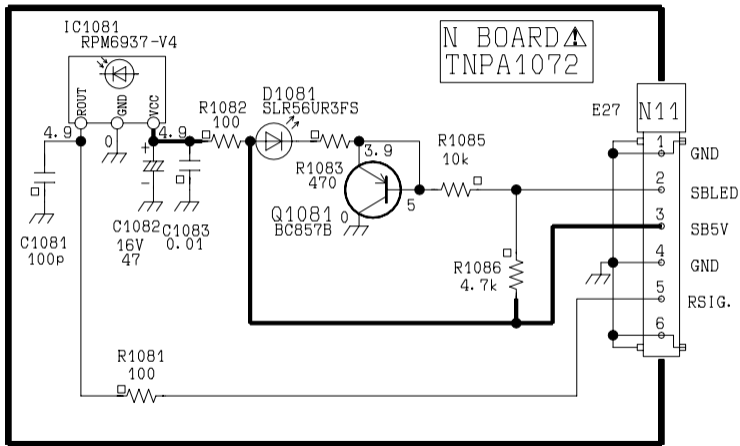 IC1081
RPM6937-V4
N BOARD⚠
TNPA1072
ROUT
GND
VCC
4.9
0
4.9
R1082
100
D1081
SLR56UR3FS
R1083
470
3.9
R1085
10k
Q1081
BC857B
0
5
C1081
100p
C1082
16V
47
C1083
0.01
R1086
4.7k
R1081
100
E27
N11
1
GND
2
SBLED
3
SB5V
4
GND
5
RSIG.
6
+
-